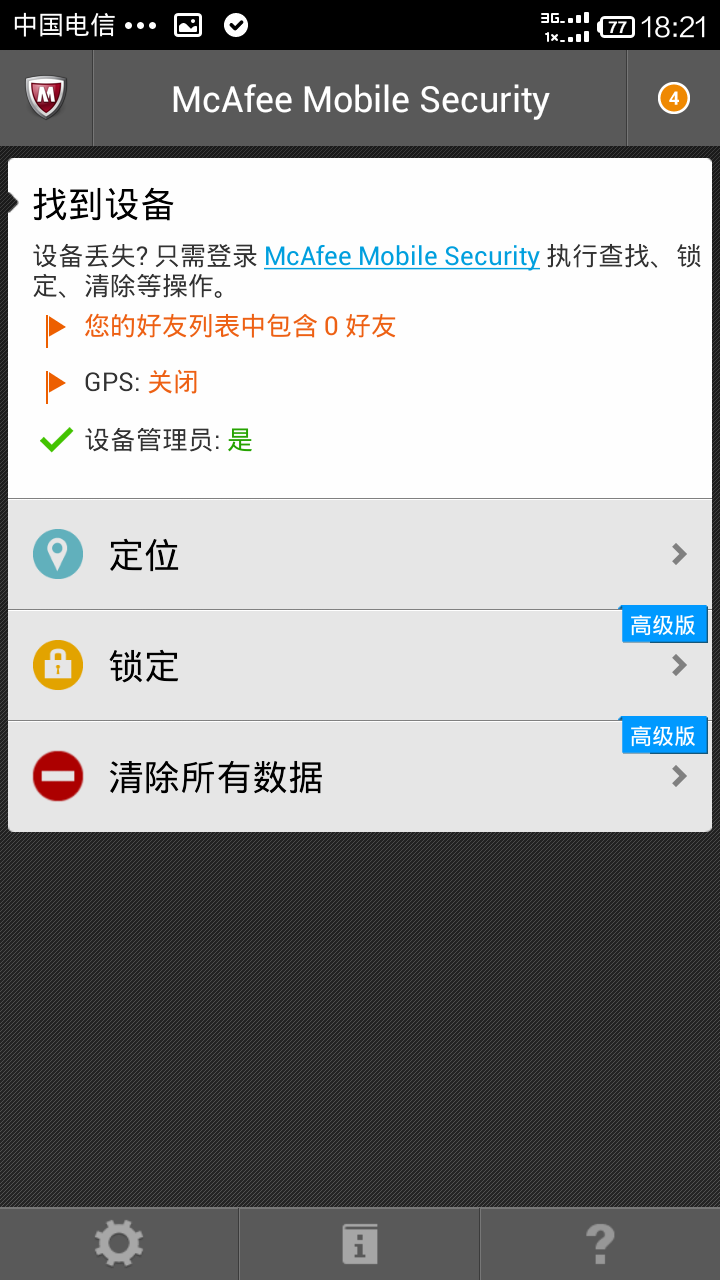 中国电信 ••• 3G 1x 77 18:21
McAfee Mobile Security 4
找到设备
设备丢失? 只需登录 McAfee Mobile Security 执行查找、锁
定、清除等操作。
您的好友列表中包含 0 好友
GPS: 关闭
设备管理员: 是
定位
高级版
锁定
高级版
清除所有数据